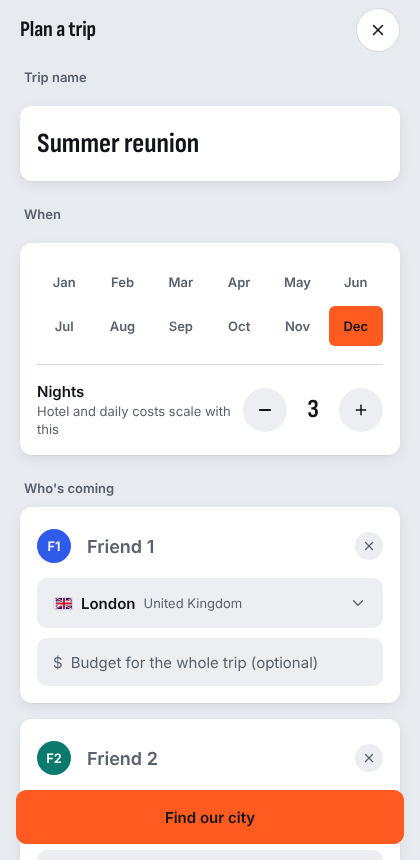 Plan a trip
Trip name
Summer reunion
When
Jan Feb Mar Apr May Jun
Jul Aug Sep Oct Nov Dec
Nights
Hotel and daily costs scale with
this
3
Who's coming
F1 Friend 1
London United Kingdom
$ Budget for the whole trip (optional)
F2 Friend 2
Find our city